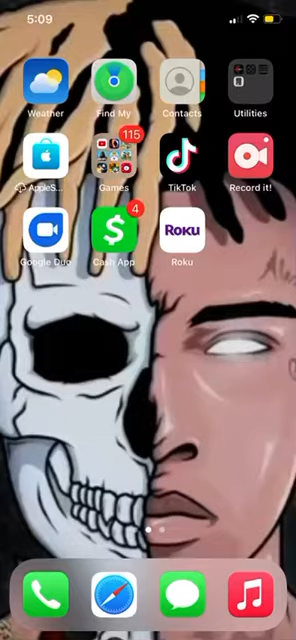 5:09
Weather Find My Contacts Utilities
115
AppleS... Games TikTok Record it!
4
$ Roku
Google Duo Cash App Roku